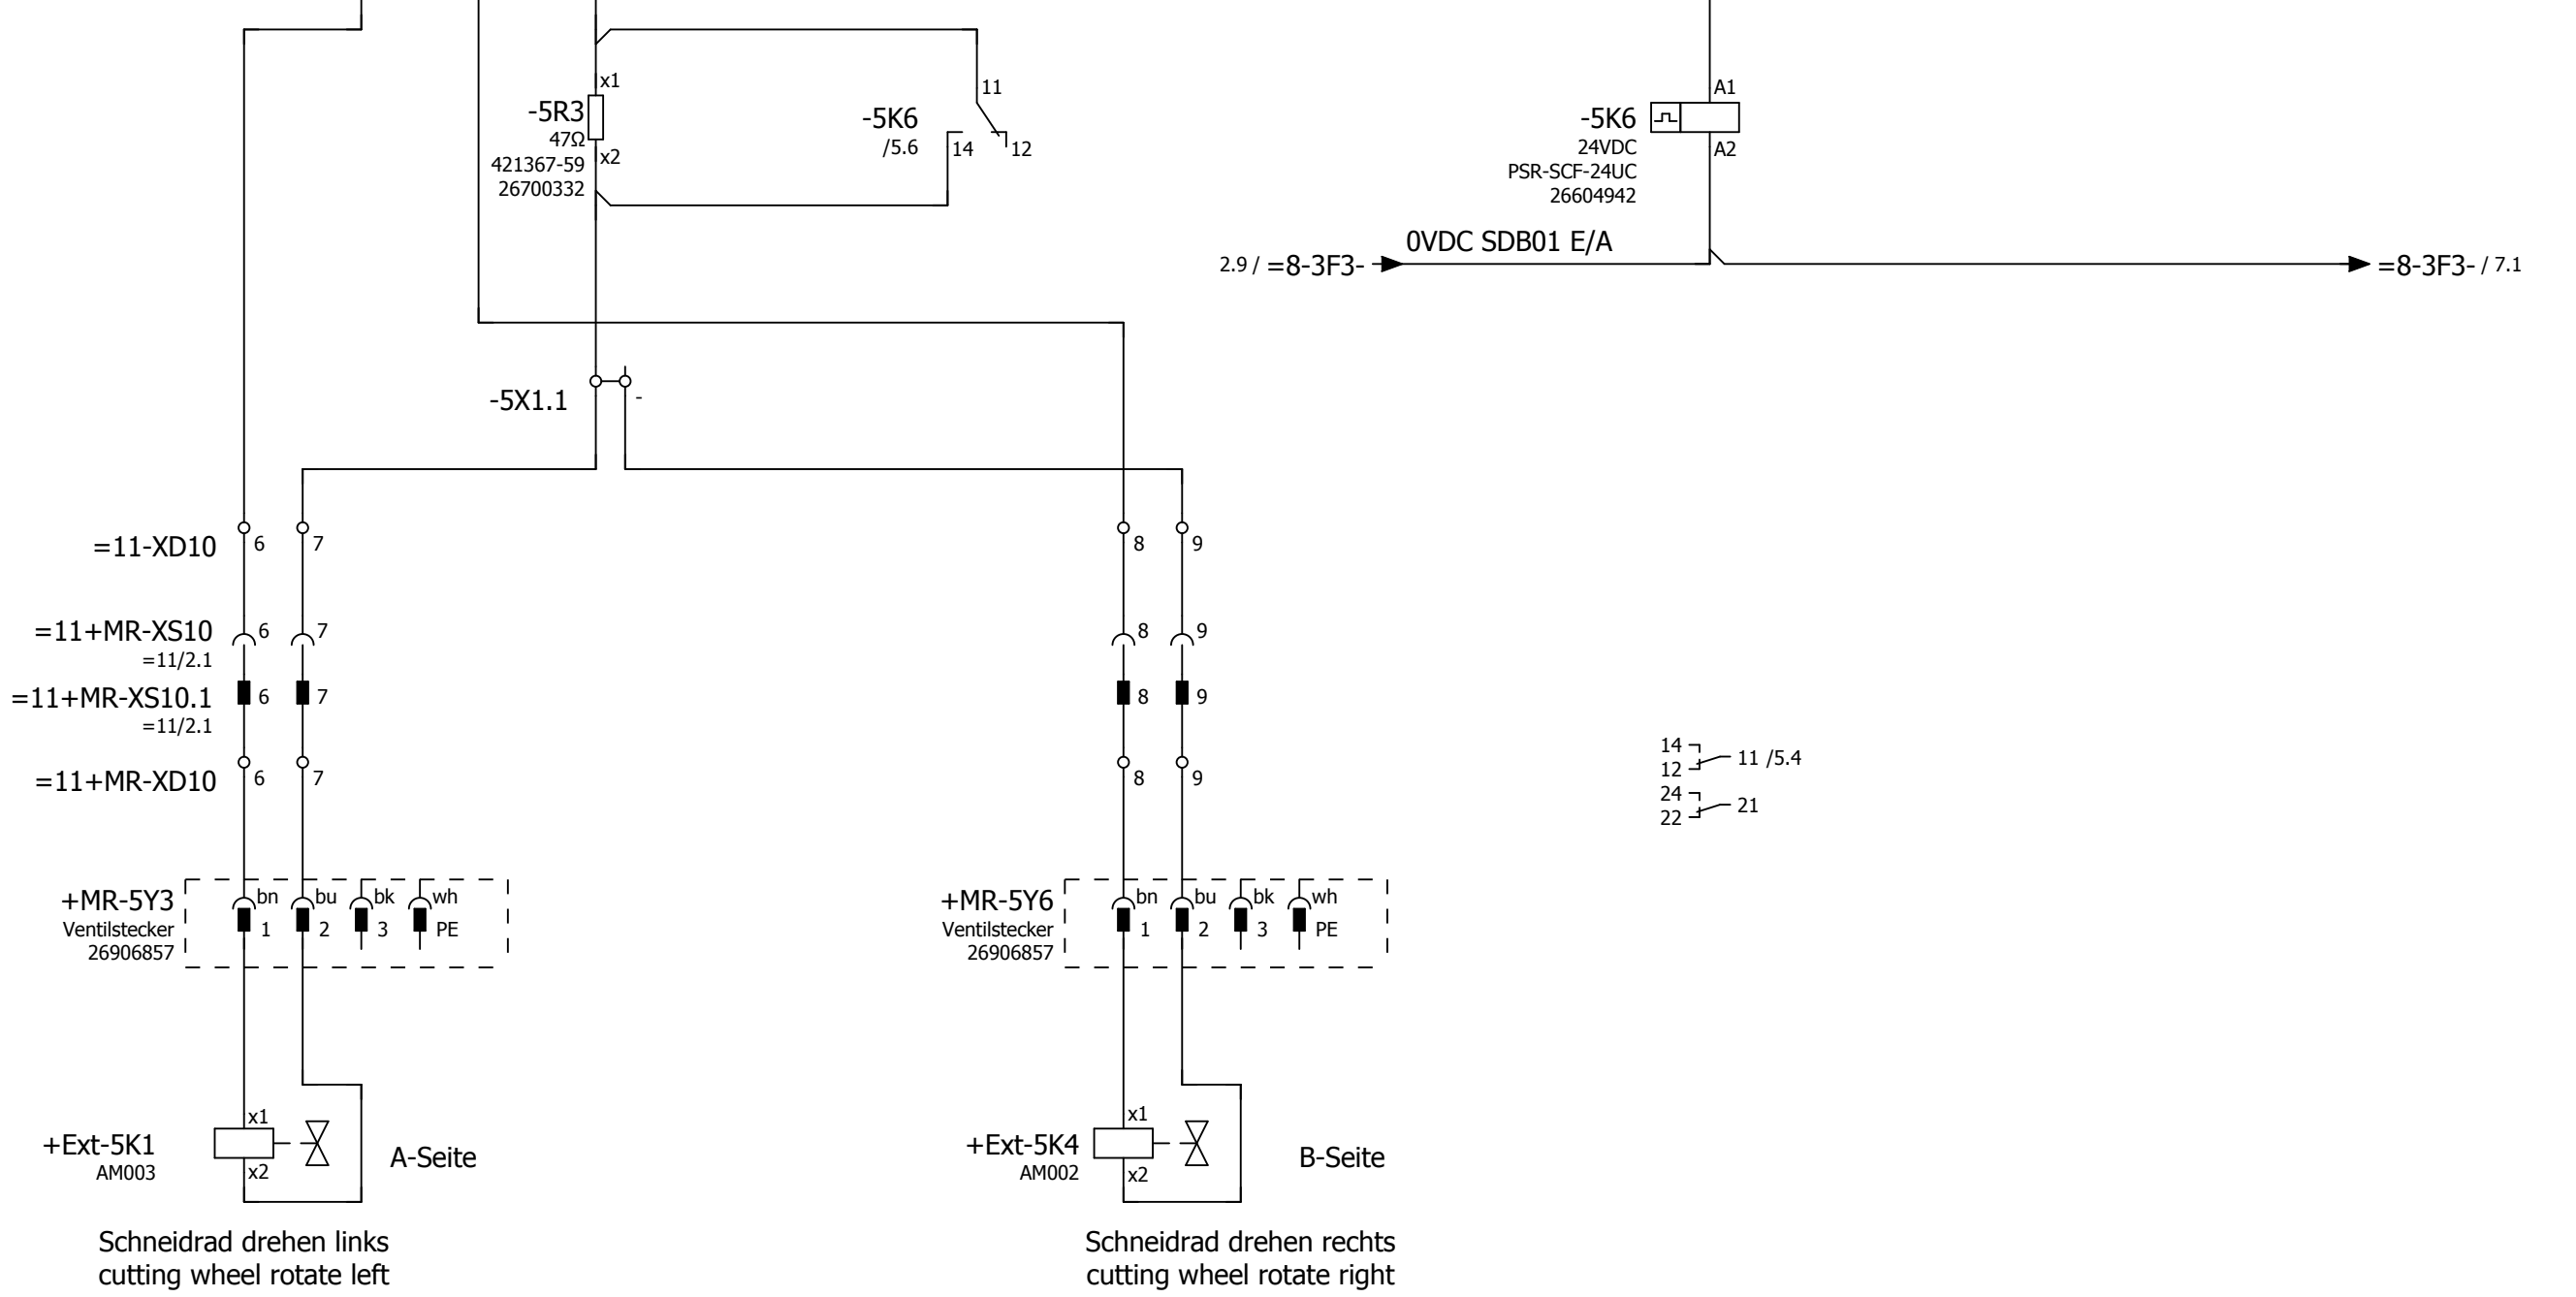 x1
-5R3
47Ω
x2
421367-59
26700332
11
-5K6
/5.6
14
12
A1
-5K6
24VDC
A2
PSR-SCF-24UC
26604942
0VDC SDB01 E/A
2.9 / =8-3F3-
=8-3F3- / 7.1
-5X1.1
-
=11-XD10
6
7
8
9
=11+MR-XS10
6
7
8
9
=11/2.1
=11+MR-XS10.1
6
7
8
9
=11/2.1
=11+MR-XD10
6
7
8
9
14
12
11 /5.4
24
22
21
+MR-5Y3
Ventilstecker
26906857
bn
bu
bk
wh
1
2
3
PE
+MR-5Y6
Ventilstecker
26906857
bn
bu
bk
wh
1
2
3
PE
+Ext-5K1
AM003
x1
x2
A-Seite
+Ext-5K4
AM002
x1
x2
B-Seite
Schneidrad drehen links
cutting wheel rotate left
Schneidrad drehen rechts
cutting wheel rotate right